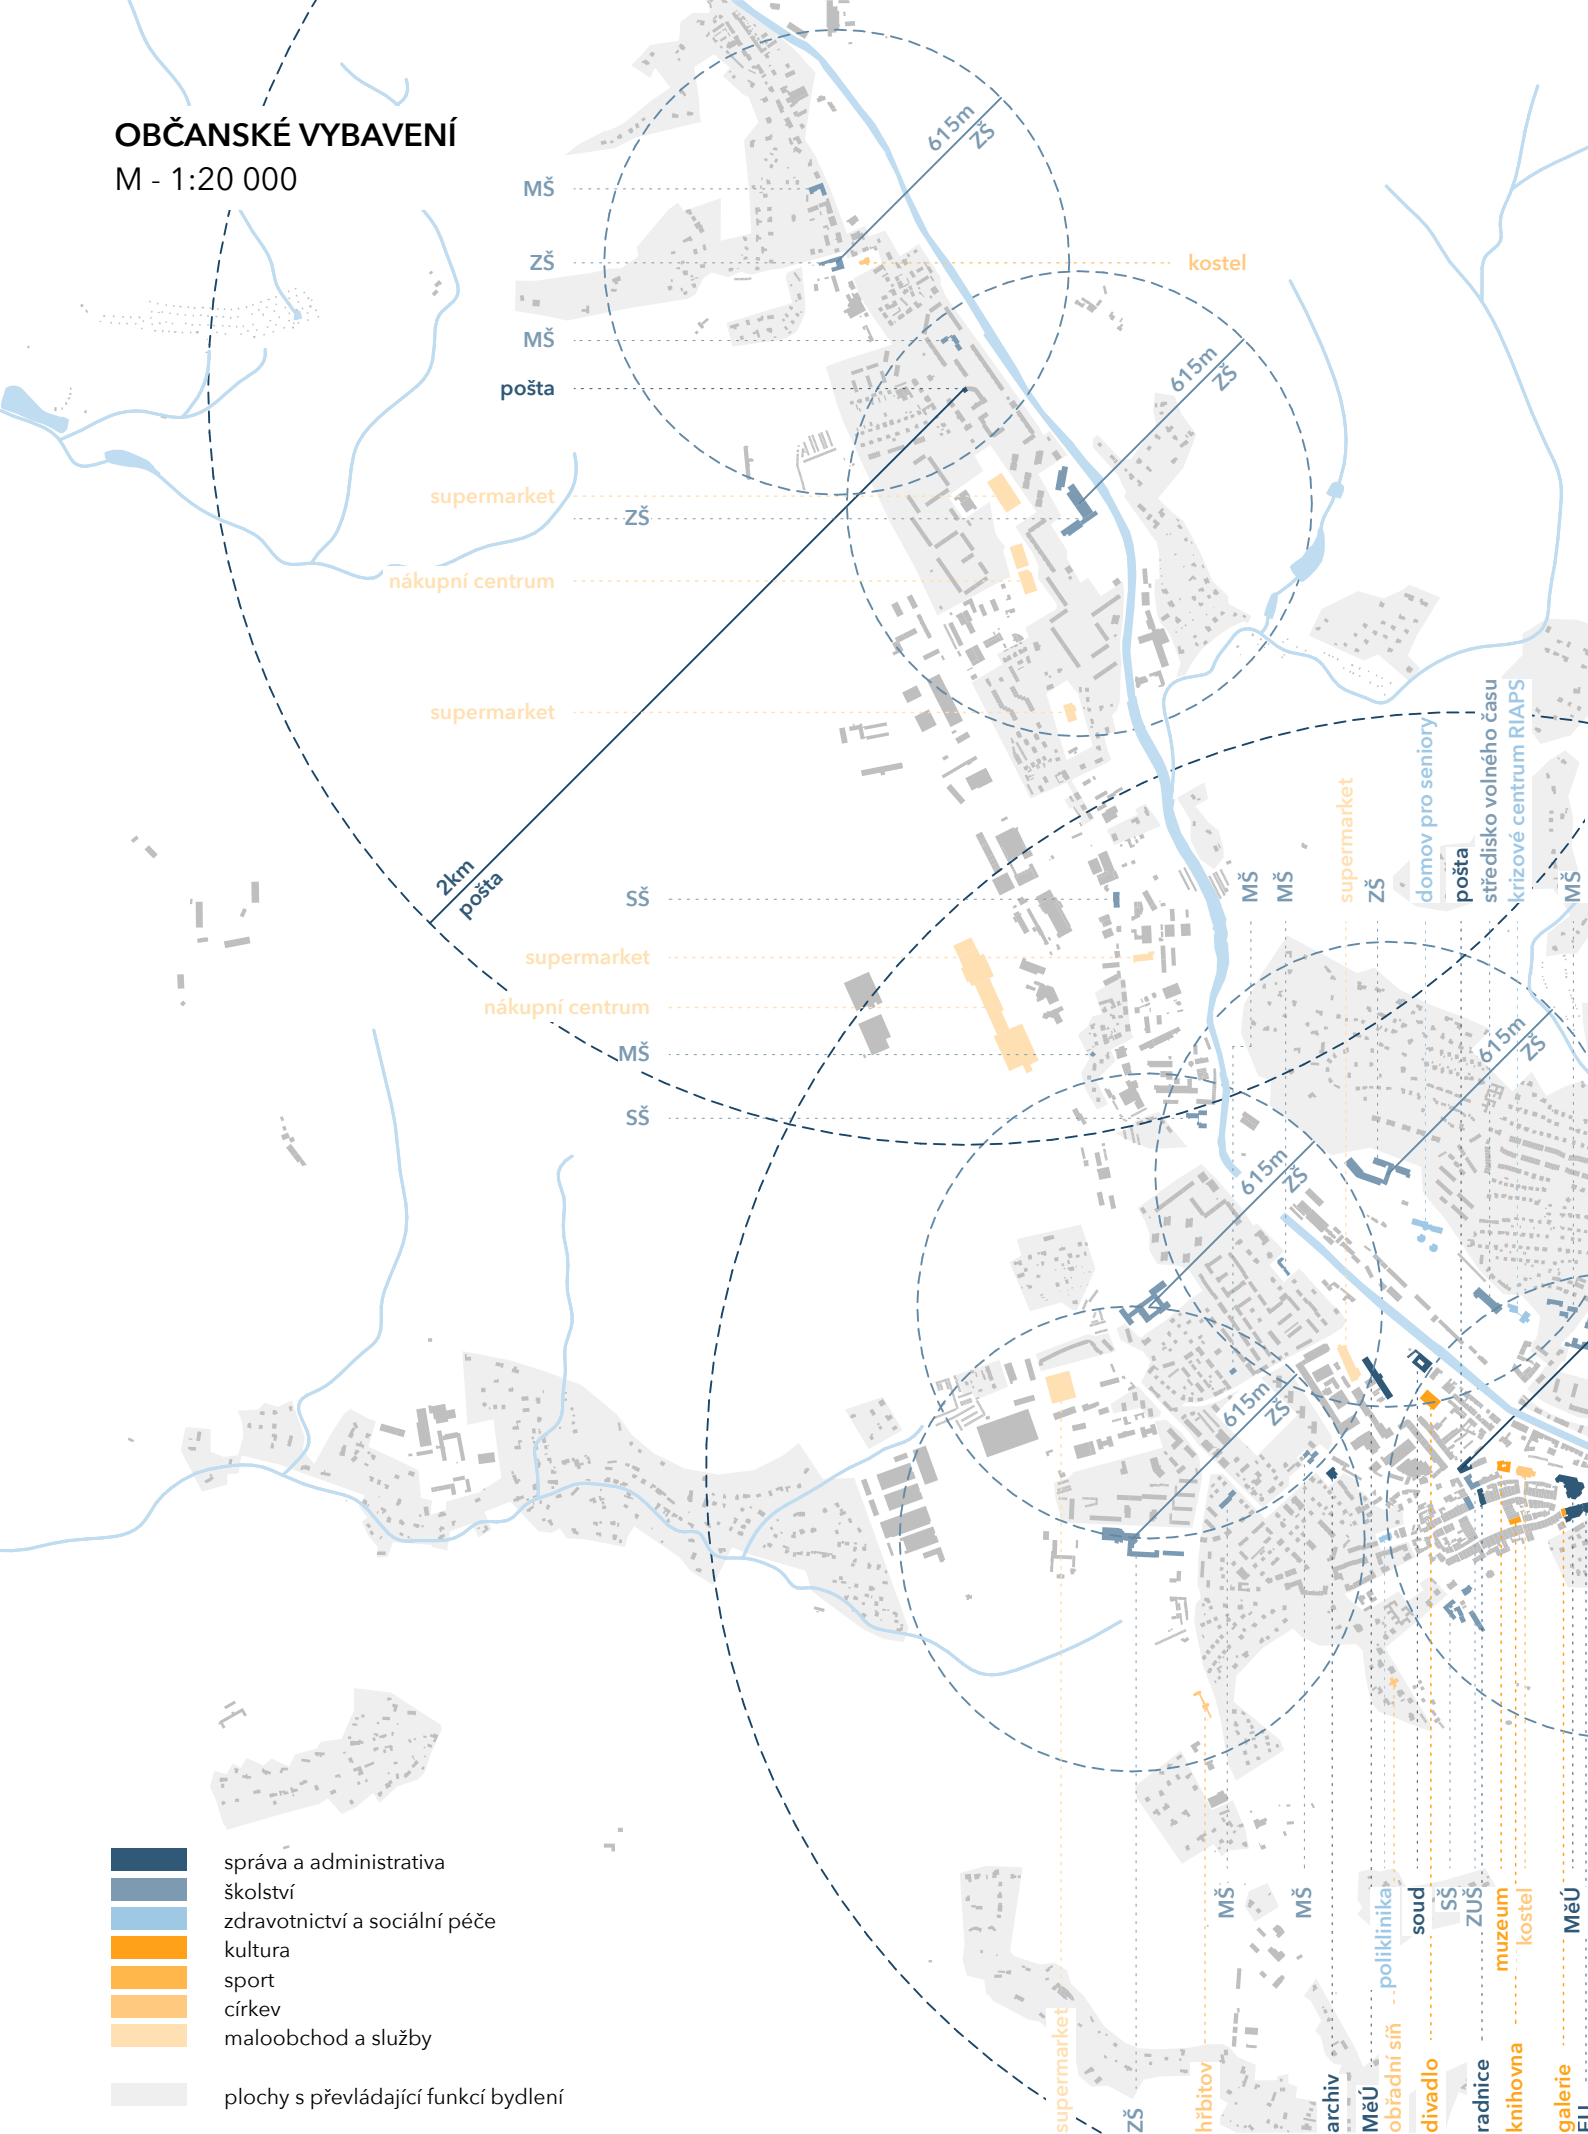 OBČANSKÉ VYBAVENÍ
M - 1:20 000
615m
ZŠ
MŠ
ZŠ
kostel
MŠ
pošta
615m
ZŠ
supermarket
ZŠ
nákupní centrum
supermarket
2km
pošta
SŠ
supermarket
nákupní centrum
MŠ
SŠ
MŠ
MŠ
supermarket
ZŠ
domov pro seniory
pošta
středisko volného času
krizové centrum RIAPS
MŠ
615m
ZŠ
615m
ZŠ
615m
ZŠ
supermarket
ZŠ
hřbitov
MŠ
MŠ
archiv
MěÚ
poliklinika
obřadní síň
soud
divadlo
SŠ
ZUŠ
radnice
muzeum
knihovna
kostel
galerie
MěÚ
správa a administrativa
školství
zdravotnictví a sociální péče
kultura
sport
církev
maloobchod a služby
plochy s převládající funkcí bydlení